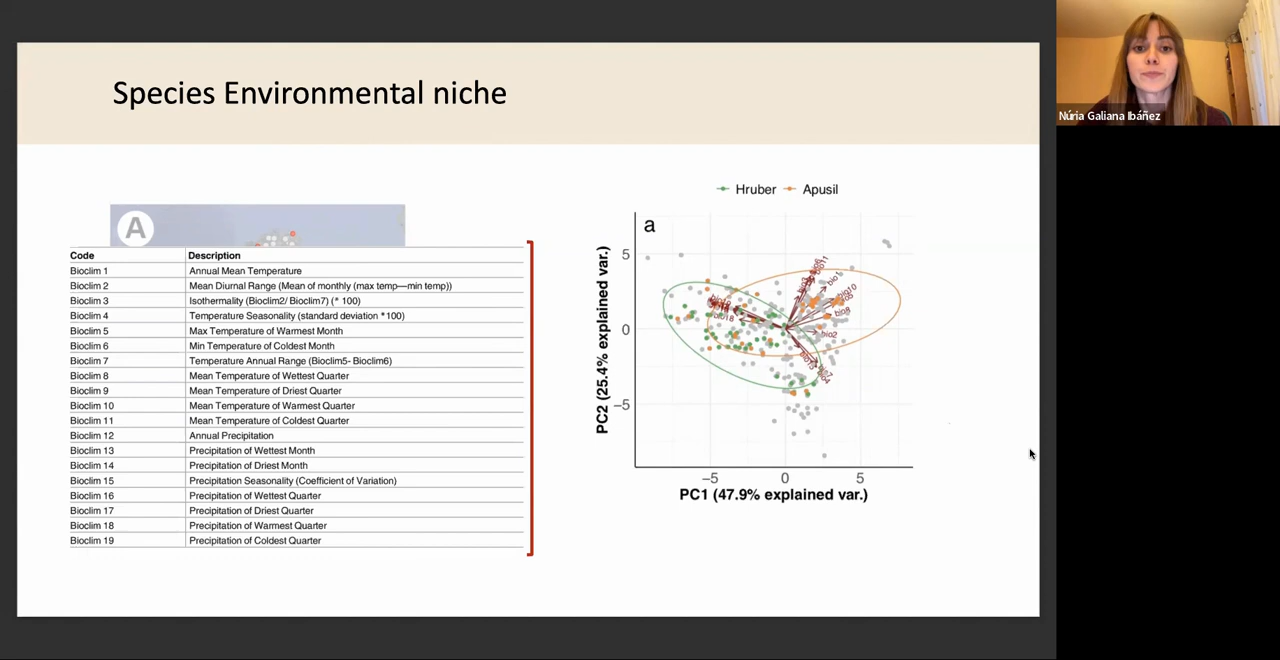 Species Environmental niche
Núria Galiana Ibáñez
A
Code Description
Bioclim 1 Annual Mean Temperature
Bioclim 2 Mean Diurnal Range (Mean of monthly (max temp—min temp))
Bioclim 3 Isothermality (Bioclim2/ Bioclim7) (* 100)
Bioclim 4 Temperature Seasonality (standard deviation *100)
Bioclim 5 Max Temperature of Warmest Month
Bioclim 6 Min Temperature of Coldest Month
Bioclim 7 Temperature Annual Range (Bioclim5- Bioclim6)
Bioclim 8 Mean Temperature of Wettest Quarter
Bioclim 9 Mean Temperature of Driest Quarter
Bioclim 10 Mean Temperature of Warmest Quarter
Bioclim 11 Mean Temperature of Coldest Quarter
Bioclim 12 Annual Precipitation
Bioclim 13 Precipitation of Wettest Month
Bioclim 14 Precipitation of Driest Month
Bioclim 15 Precipitation Seasonality (Coefficient of Variation)
Bioclim 16 Precipitation of Wettest Quarter
Bioclim 17 Precipitation of Driest Quarter
Bioclim 18 Precipitation of Warmest Quarter
Bioclim 19 Precipitation of Coldest Quarter
Hruber Apusil
a
PC2 (25.4% explained var.)
5
0
−5
bio1
bio10
bio8
bio2
bio18
−5 0 5
PC1 (47.9% explained var.)